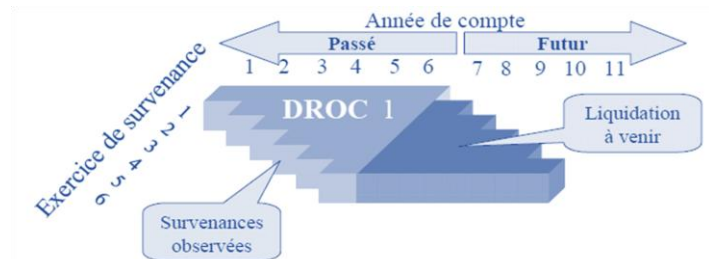 Année de compte
Passé
Futur
1 2 3 4 5 6 7 8 9 10 11
Exercice de survenance
1 2 3 4 5 6
DROC 1
Liquidation
à venir
Survenances
observées